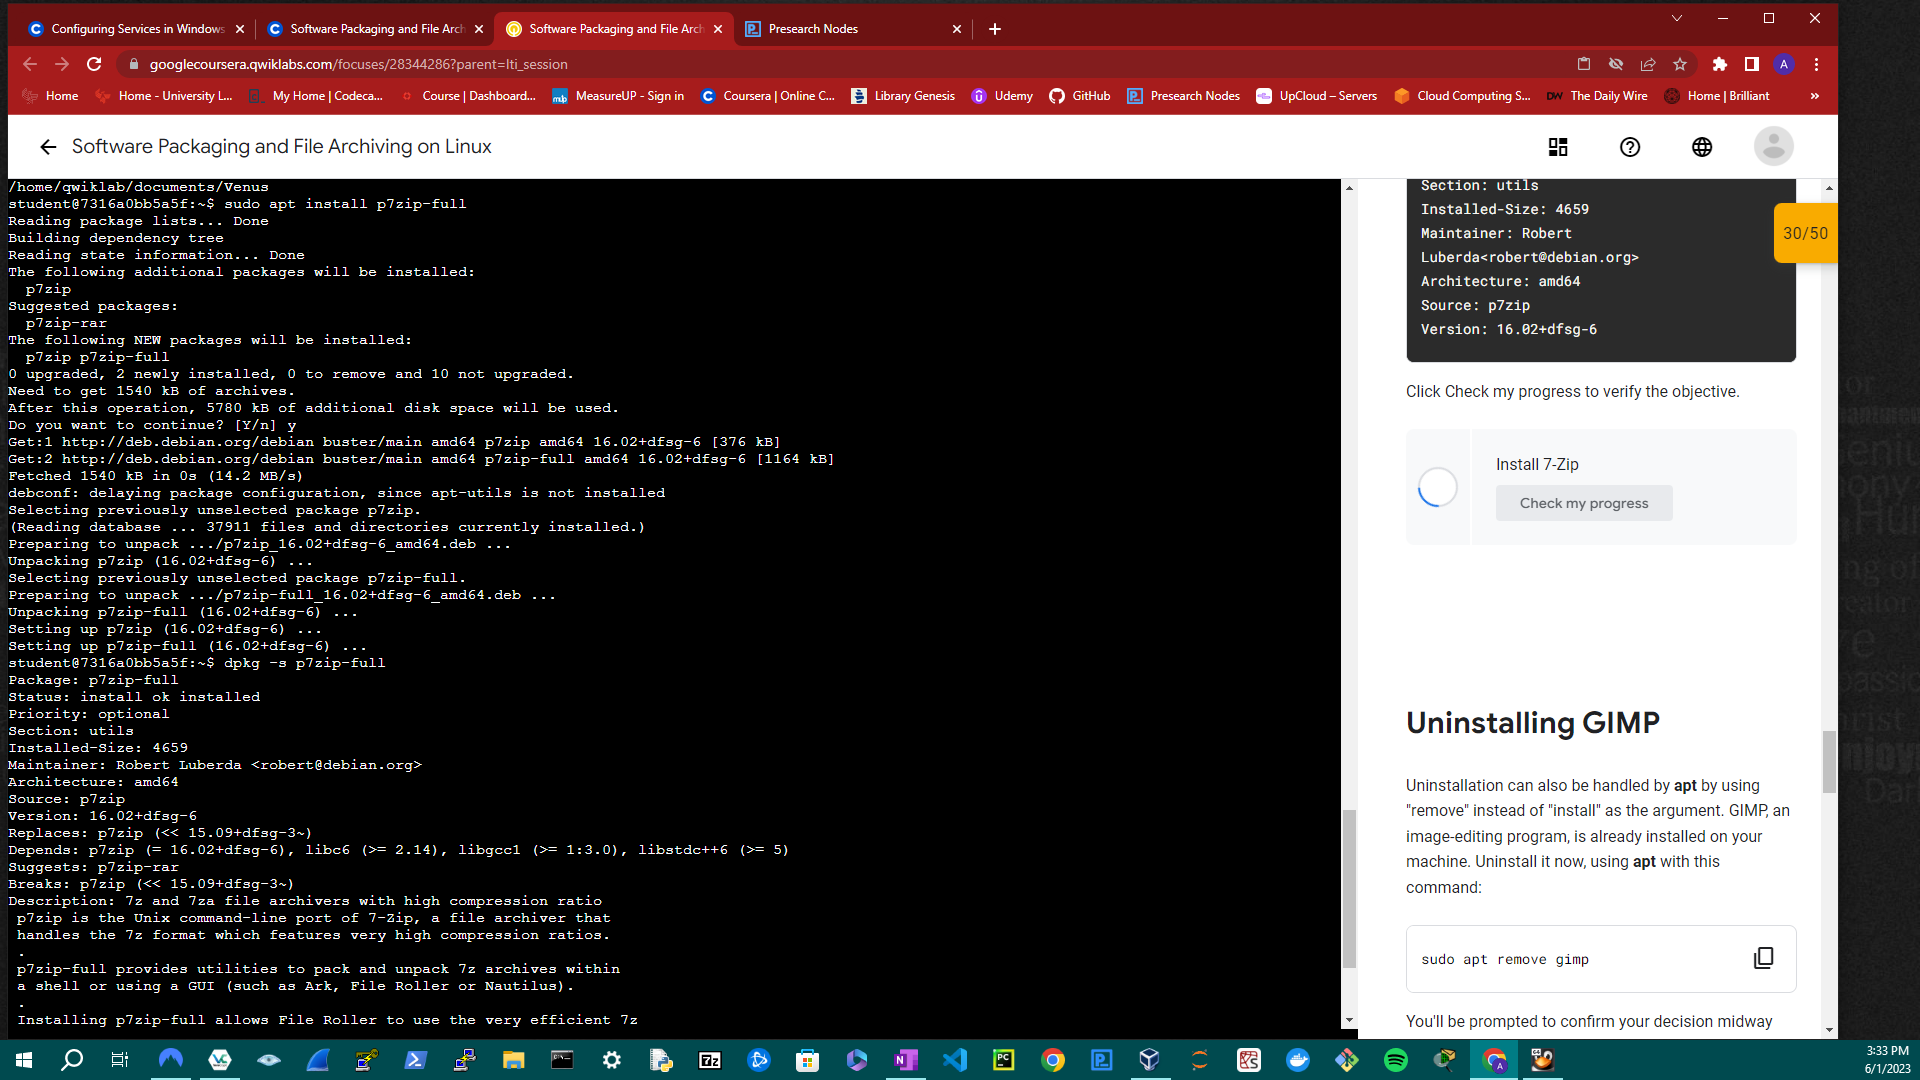 Configuring Services in Windows
Software Packaging and File Arch
Software Packaging and File Arch
Presearch Nodes
googlecoursera.qwiklabs.com/focuses/28344286?parent=lti_session
A
Home
Home - University L...
My Home | Codeca...
Course | Dashboard...
mb
MeasureUP - Sign in
Coursera | Online C...
Library Genesis
Udemy
GitHub
Presearch Nodes
UpCloud – Servers
Cloud Computing S...
DW
The Daily Wire
Home | Brilliant
»
Software Packaging and File Archiving on Linux
/home/qwiklab/documents/Venus
student@7316a0bb5a5f:~$ sudo apt install p7zip-full
Reading package lists... Done
Building dependency tree
Reading state information... Done
The following additional packages will be installed:
p7zip
Suggested packages:
p7zip-rar
The following NEW packages will be installed:
p7zip p7zip-full
0 upgraded, 2 newly installed, 0 to remove and 10 not upgraded.
Need to get 1540 kB of archives.
After this operation, 5780 kB of additional disk space will be used.
Do you want to continue? [Y/n] y
Get:1 http://deb.debian.org/debian buster/main amd64 p7zip amd64 16.02+dfsg-6 [376 kB]
Get:2 http://deb.debian.org/debian buster/main amd64 p7zip-full amd64 16.02+dfsg-6 [1164 kB]
Fetched 1540 kB in 0s (14.2 MB/s)
debconf: delaying package configuration, since apt-utils is not installed
Selecting previously unselected package p7zip.
(Reading database ... 37911 files and directories currently installed.)
Preparing to unpack .../p7zip_16.02+dfsg-6_amd64.deb ...
Unpacking p7zip (16.02+dfsg-6) ...
Selecting previously unselected package p7zip-full.
Preparing to unpack .../p7zip-full_16.02+dfsg-6_amd64.deb ...
Unpacking p7zip-full (16.02+dfsg-6) ...
Setting up p7zip (16.02+dfsg-6) ...
Setting up p7zip-full (16.02+dfsg-6) ...
student@7316a0bb5a5f:~$ dpkg -s p7zip-full
Package: p7zip-full
Status: install ok installed
Priority: optional
Section: utils
Installed-Size: 4659
Maintainer: Robert Luberda <robert@debian.org>
Architecture: amd64
Source: p7zip
Version: 16.02+dfsg-6
Replaces: p7zip (<< 15.09+dfsg-3~)
Depends: p7zip (= 16.02+dfsg-6), libc6 (>= 2.14), libgcc1 (>= 1:3.0), libstdc++6 (>= 5)
Suggests: p7zip-rar
Breaks: p7zip (<< 15.09+dfsg-3~)
Description: 7z and 7za file archivers with high compression ratio
p7zip is the Unix command-line port of 7-Zip, a file archiver that
handles the 7z format which features very high compression ratios.
.
p7zip-full provides utilities to pack and unpack 7z archives within
a shell or using a GUI (such as Ark, File Roller or Nautilus).
.
Installing p7zip-full allows File Roller to use the very efficient 7z
Section: utils
Installed-Size: 4659
Maintainer: Robert
Luberda<robert@debian.org>
Architecture: amd64
Source: p7zip
Version: 16.02+dfsg-6
30/50
Click Check my progress to verify the objective.
Install 7-Zip
Check my progress
Uninstalling GIMP
Uninstallation can also be handled by apt by using
"remove" instead of "install" as the argument. GIMP, an
image-editing program, is already installed on your
machine. Uninstall it now, using apt with this
command:
sudo apt remove gimp
You'll be prompted to confirm your decision midway
3:33 PM
6/1/2023